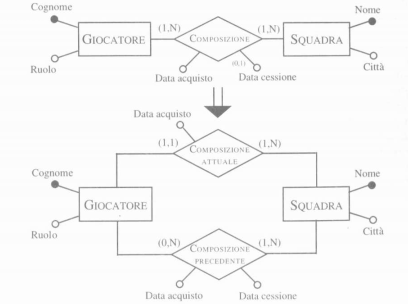 Cognome
Nome
(1,N)
(1,N)
GIOCATORE
COMPOSIZIONE
SQUADRA
(0,1)
Ruolo
Città
Data acquisto
Data cessione
Data acquisto
(1,1)
COMPOSIZIONE
ATTUALE
(1,N)
Cognome
Nome
GIOCATORE
SQUADRA
Ruolo
(0,N)
COMPOSIZIONE
PRECEDENTE
(1,N)
Città
Data acquisto
Data cessione